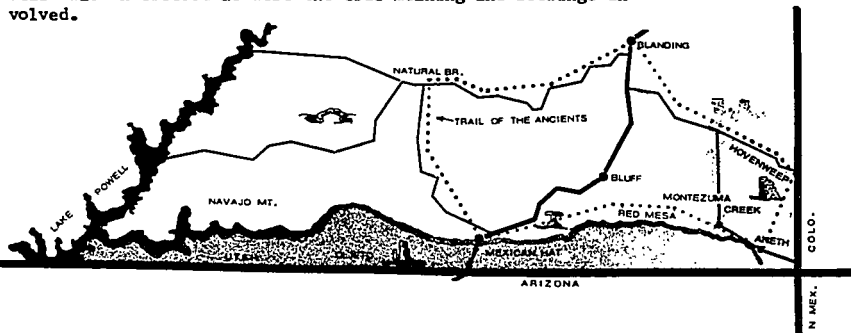 volved.
BLANDING
NATURAL BR.
TRAIL OF THE ANCIENTS
HOVENWEEP
LAKE POWELL
BLUFF
NAVAJO MT.
MONTEZUMA CREEK
RED MESA
ANETH
COLO.
UTAH
MEXICAN HAT
ARIZONA
N MEX.